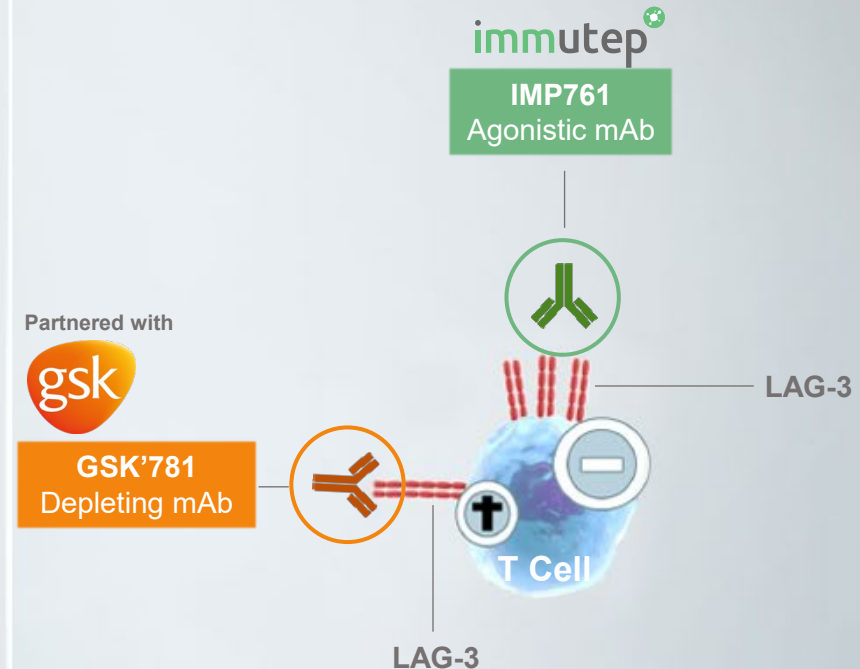 immutep
IMP761
Agonistic mAb
Partnered with
gsk
LAG-3
GSK’781
Depleting mAb
T Cell
LAG-3